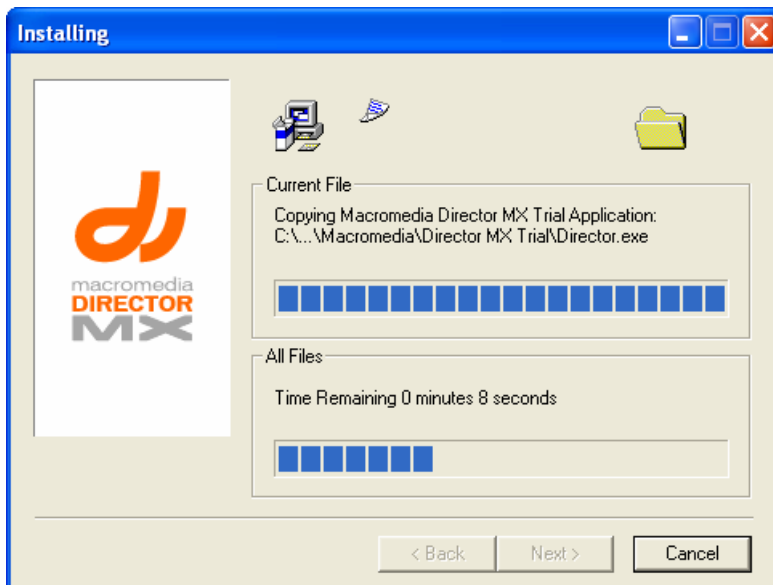 Installing
macromedia
DIRECTOR
MX
Current File
Copying Macromedia Director MX Trial Application:
C:\...\Macromedia\Director MX Trial\Director.exe
All Files
Time Remaining 0 minutes 8 seconds
< Back
Next >
Cancel